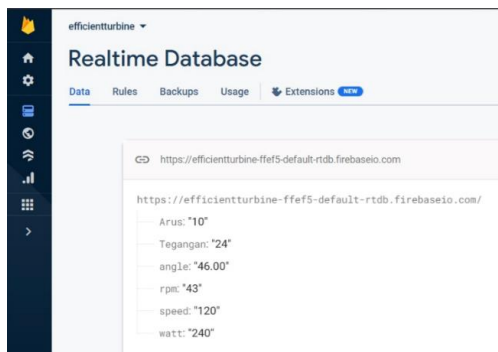 efficientturbine
Realtime Database
Data Rules Backups Usage Extensions NEW
https://efficientturbine-ffef5-default-rtdb.firebaseio.com
https://efficientturbine-ffef5-default-rtdb.firebaseio.com/
Arus: "10"
Tegangan: "24"
angle: "46.00"
rpm: "43"
speed: "120"
watt: "240"